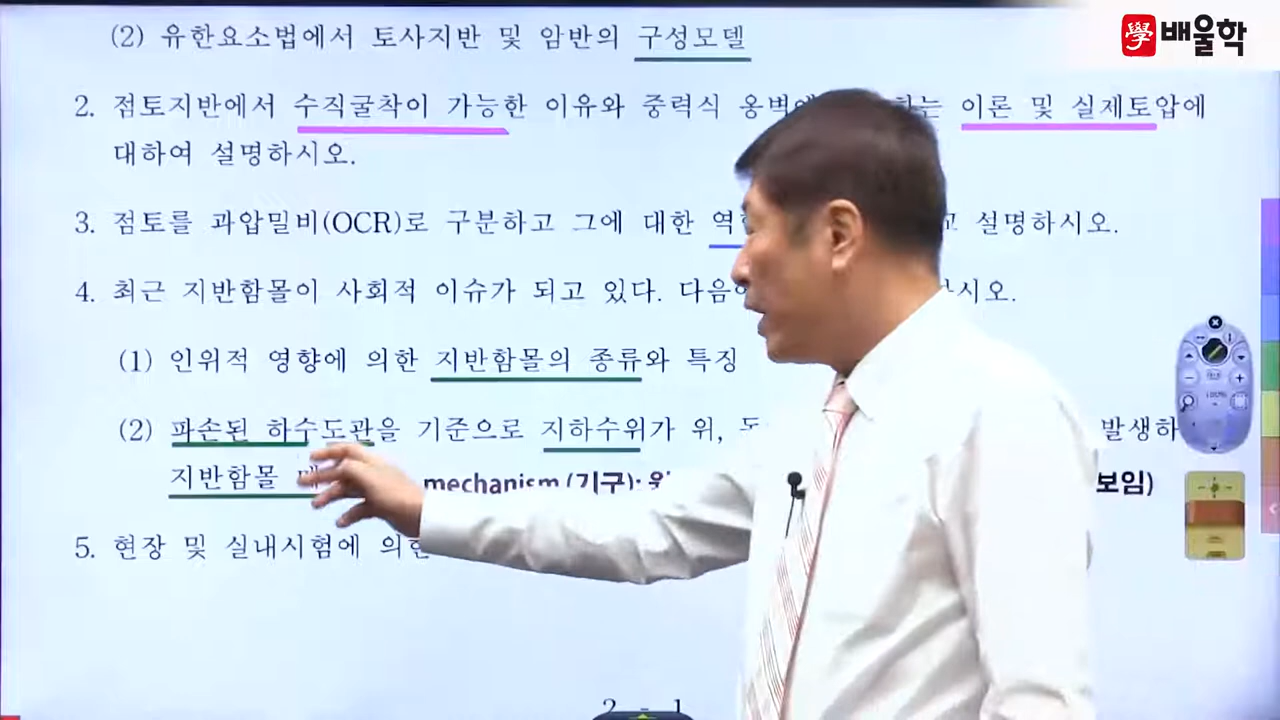 學 배울학
(2) 유한요소법에서 토사지반 및 암반의 구성모델
2. 점토지반에서 수직굴착이 가능한 이유와 중력식 옹벽에 하는 이론 및 실제토압에
대하여 설명하시오.
3. 점토를 과압밀비(OCR)로 구분하고 그에 대한 설명하시오.
4. 최근 지반함몰이 사회적 이슈가 되고 있다.
(1) 인위적 영향에 의한 지반함몰의 종류와 특징
(2) 파손된 하수도관을 기준으로 지하수위가 위, 발생하
지반함몰 mechanism(기구): 보임)
5. 현장 및 실내시험에 의한
2 - 1